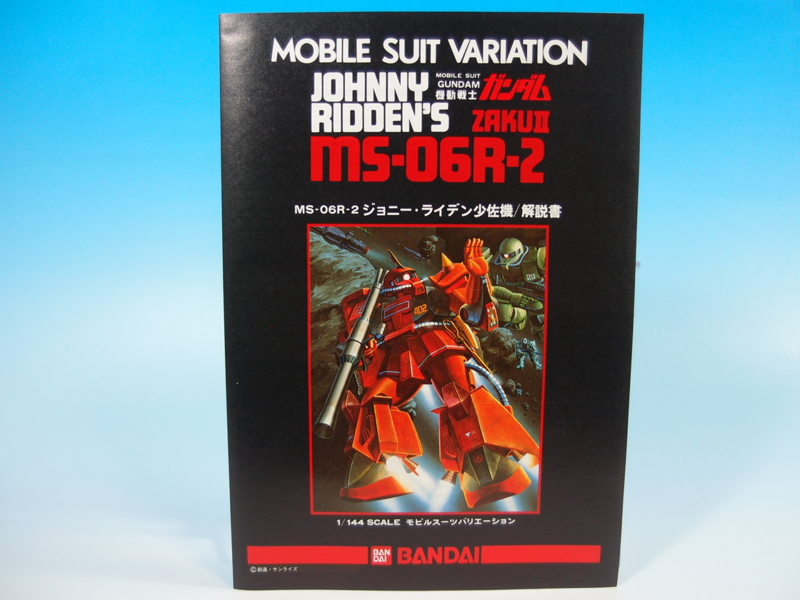 MOBILE SUIT VARIATION
JOHNNY
RIDDEN'S
MOBILE SUIT
GUNDAM
機動戦士
ガンダム
ZAKUII
MS-06R-2
MS-06R-2 ジョニー・ライデン少佐機/解説書
402
1/144 SCALE モビルスーツバリエーション
BAN
DAI
BANDAI
©創通・サンライズ